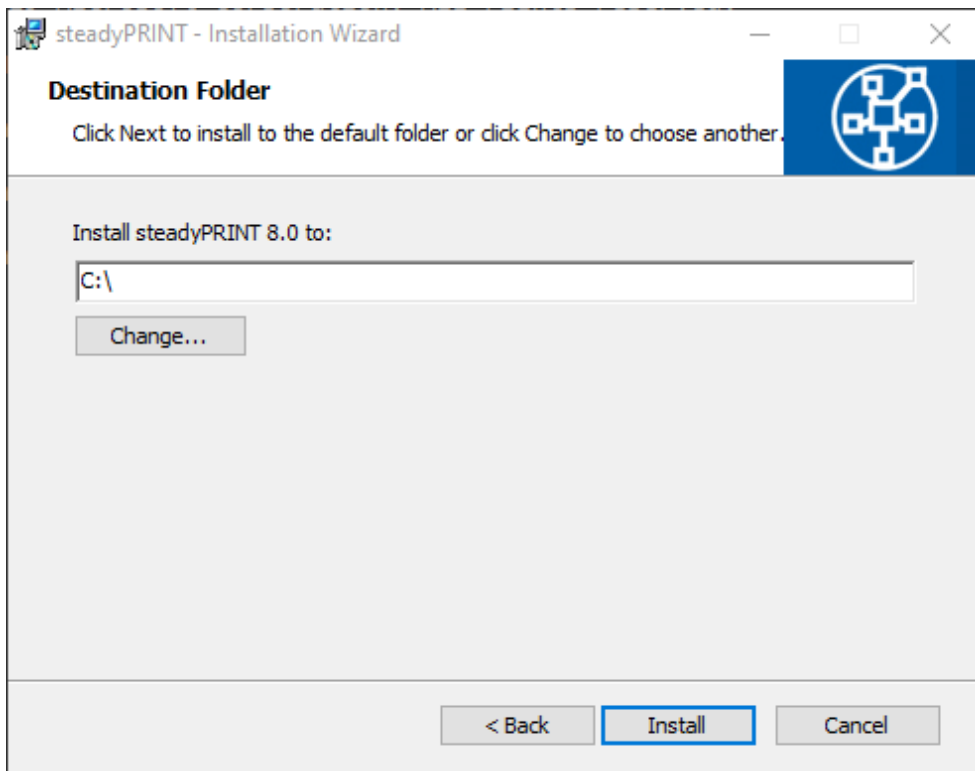 steadyPRINT - Installation Wizard
Destination Folder
Click Next to install to the default folder or click Change to choose another.
Install steadyPRINT 8.0 to:
C:\
Change...
< Back
Install
Cancel